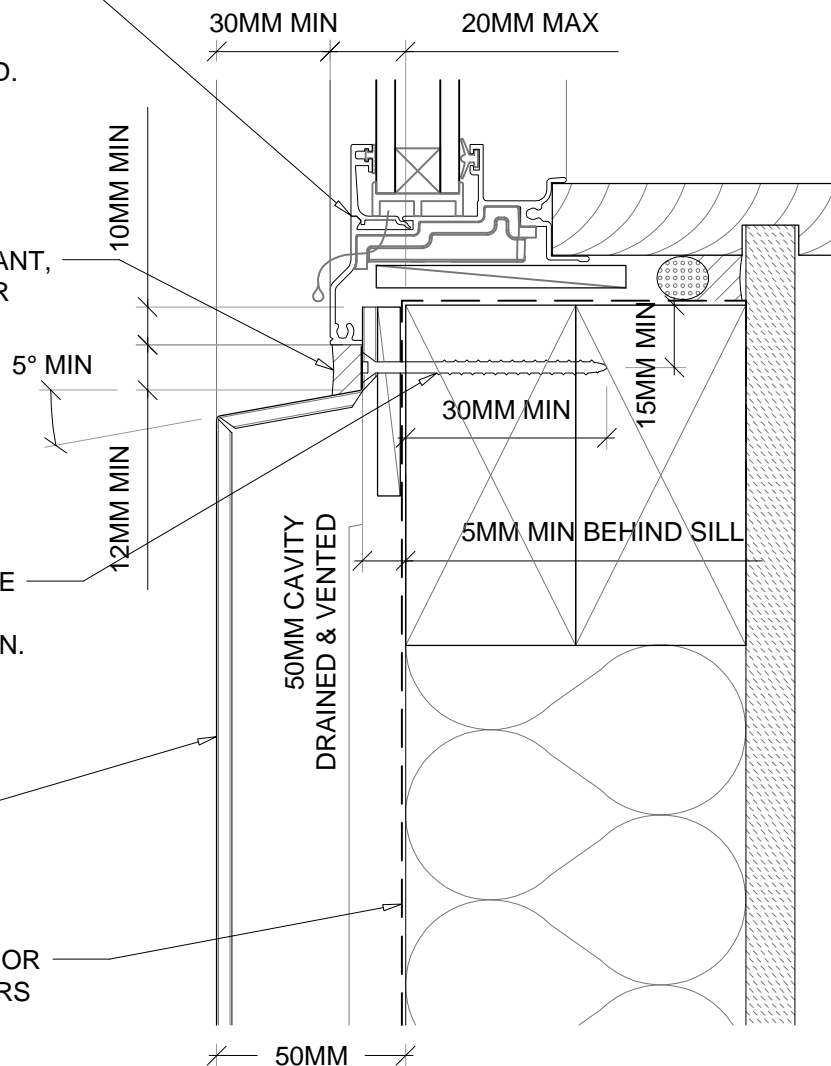 30MM MIN
20MM MAX
D.
10MM MIN
ANT,
R
5° MIN
15MM MIN
30MM MIN
12MM MIN
5MM MIN BEHIND SILL
E
N.
50MM CAVITY
DRAINED & VENTED
OR
RS
50MM